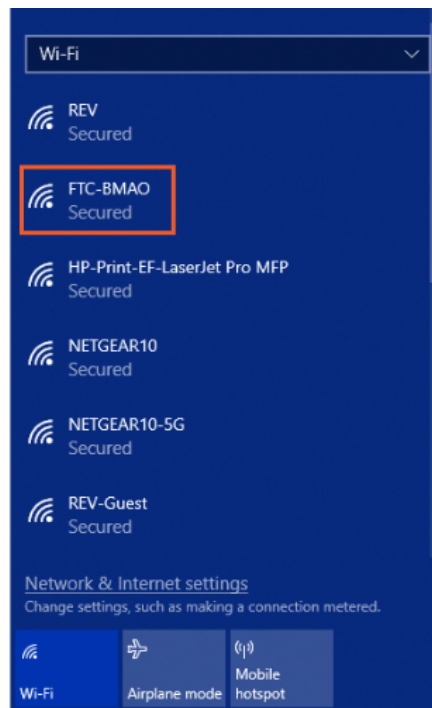 Wi-Fi
REV
Secured
FTC-BMAO
Secured
HP-Print-EF-LaserJet Pro MFP
Secured
NETGEAR10
Secured
NETGEAR10-5G
Secured
REV-Guest
Secured
Network & Internet settings
Change settings, such as making a connection metered.
Wi-Fi
Airplane mode
Mobile
hotspot